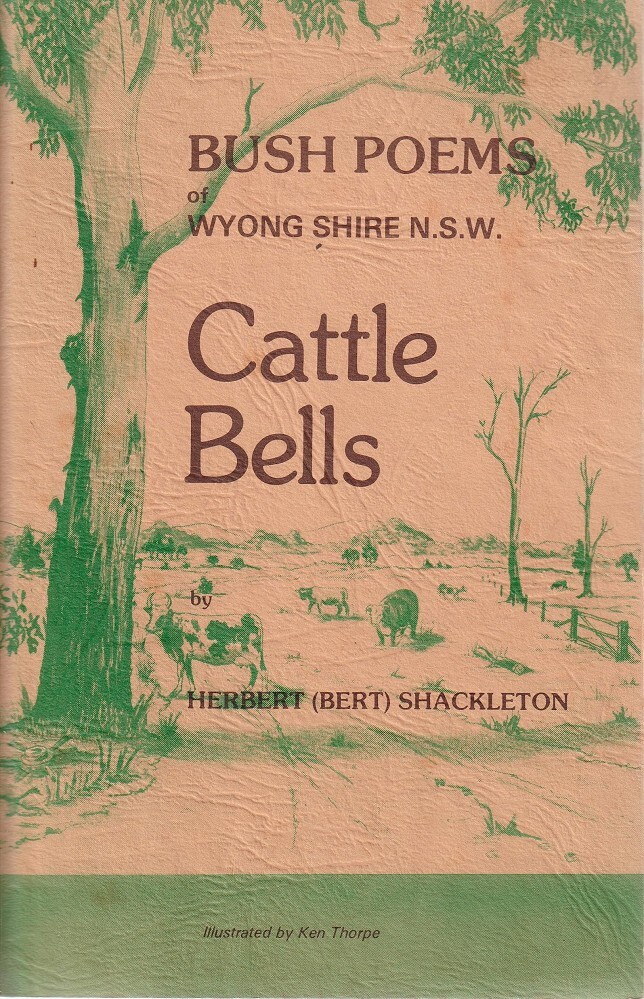 BUSH POEMS
of
WYONG SHIRE N.S.W.
Cattle
Bells
by
HERBERT (BERT) SHACKLETON
Illustrated by Ken Thorpe